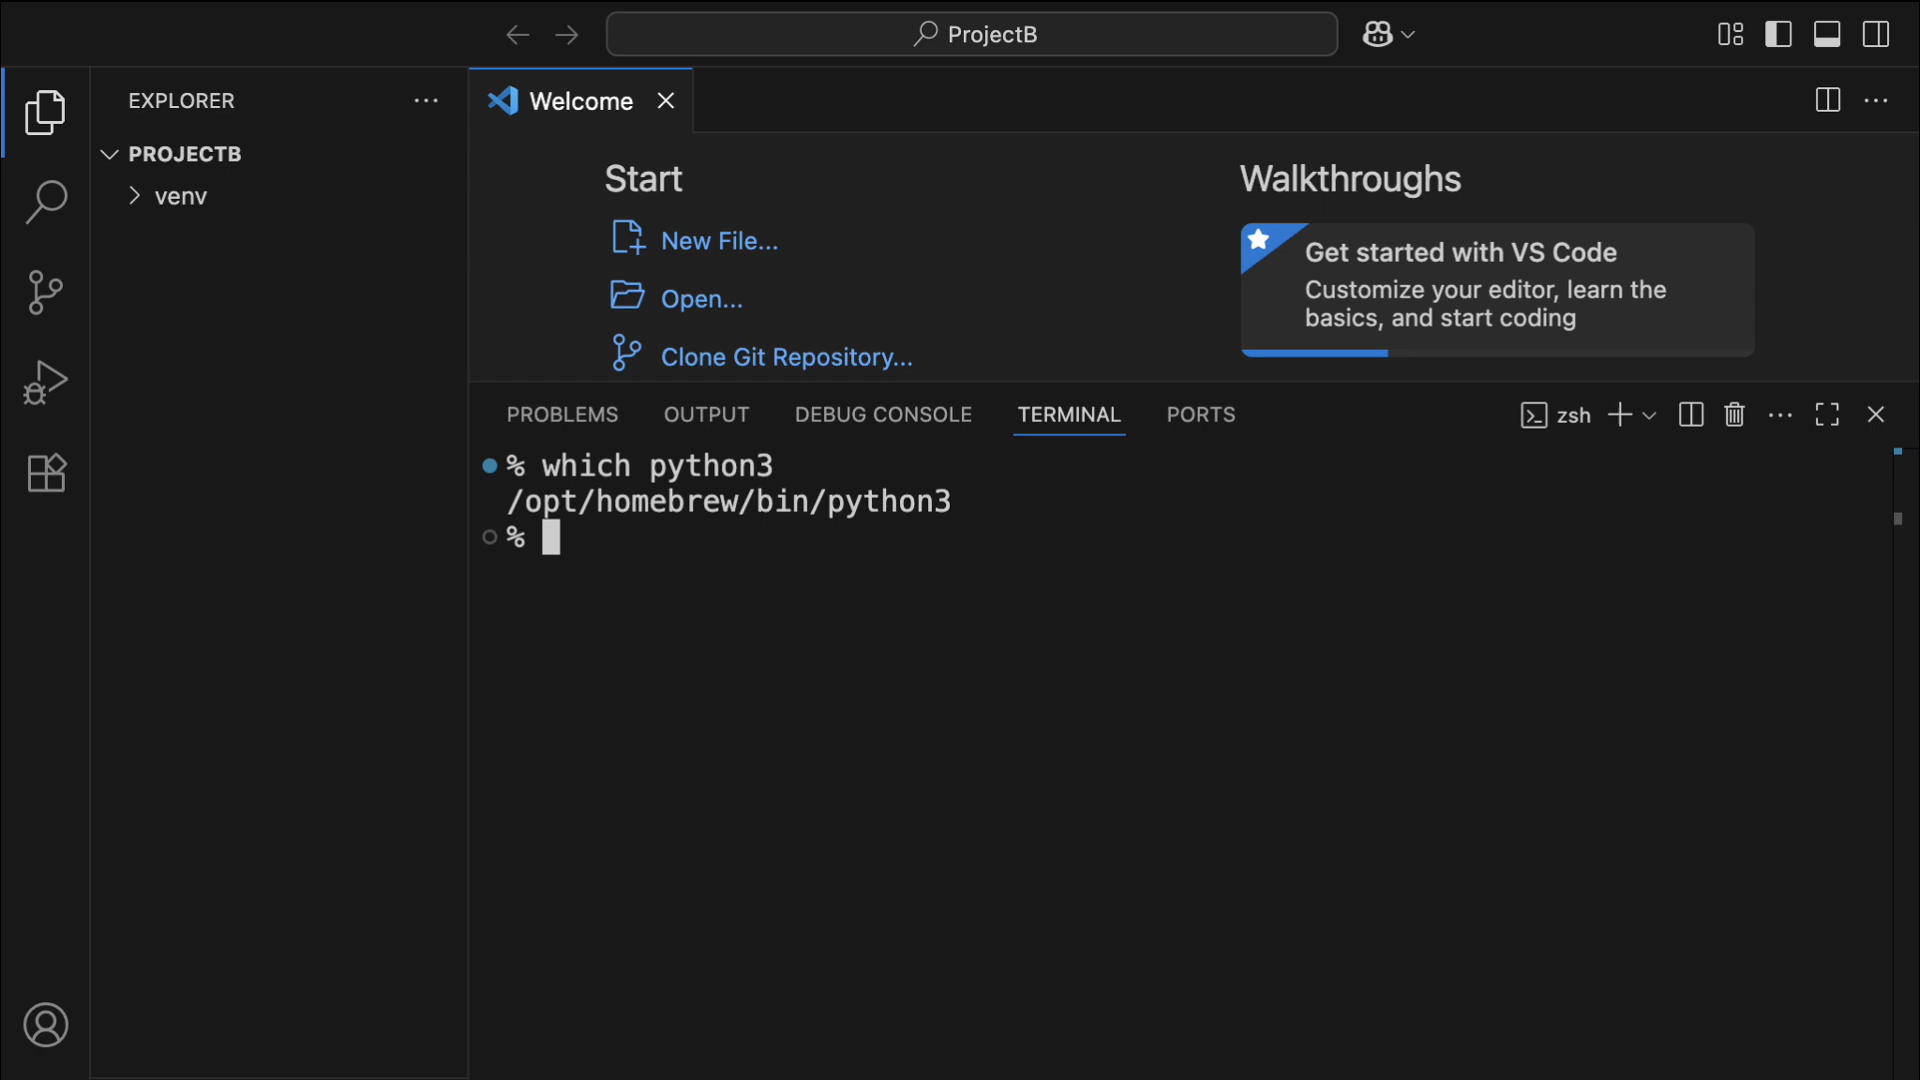 ProjectB
EXPLORER
PROJECTB
venv
Welcome
Start
New File...
Open...
Clone Git Repository...
Walkthroughs
Get started with VS Code
Customize your editor, learn the
basics, and start coding
PROBLEMS OUTPUT DEBUG CONSOLE TERMINAL PORTS zsh
% which python3
/opt/homebrew/bin/python3
%